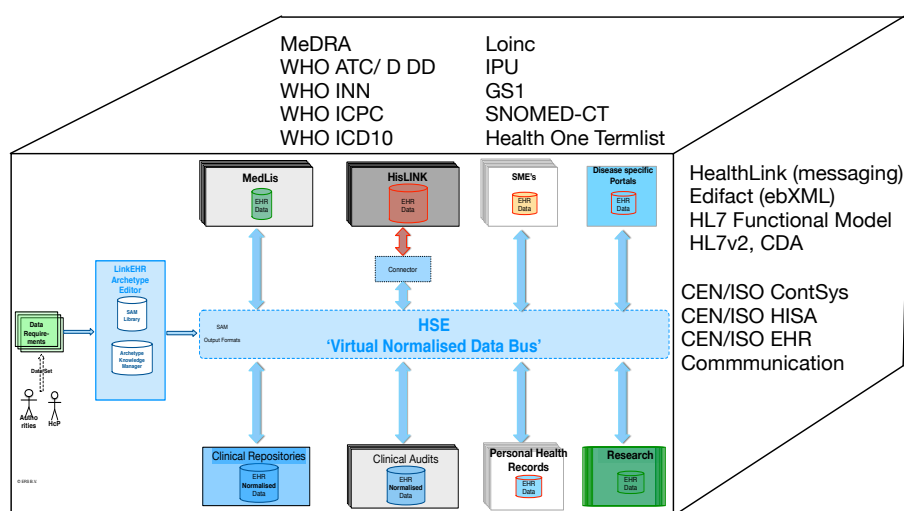 MeDRA
WHO ATC/ D DD
WHO INN
WHO ICPC
WHO ICD10
Loinc
IPU
GS1
SNOMED-CT
Health One Termlist
HealthLink (messaging)
Edifact (ebXML)
HL7 Functional Model
HL7v2, CDA
CEN/ISO ContSys
CEN/ISO HISA
CEN/ISO EHR
Commmunication
MedLis
EHR
Data
HisLINK
EHR
Data
SME's
EHR
Data
Disease specific
Portals
EHR
Data
Connector
LinkEHR
Archetype
Editor
SAM
Library
Archetype
Knowledge
Manager
Data
Require-
ments
Data Set
Autho
rities
HcP
SAM
Output Formats
HSE
'Virtual Normalised Data Bus'
Clinical Repositories
EHR
Normalised
Data
Clinical Audits
EHR
Normalised
Data
Personal Health
Records
EHR
Data
Research
EHR
Data